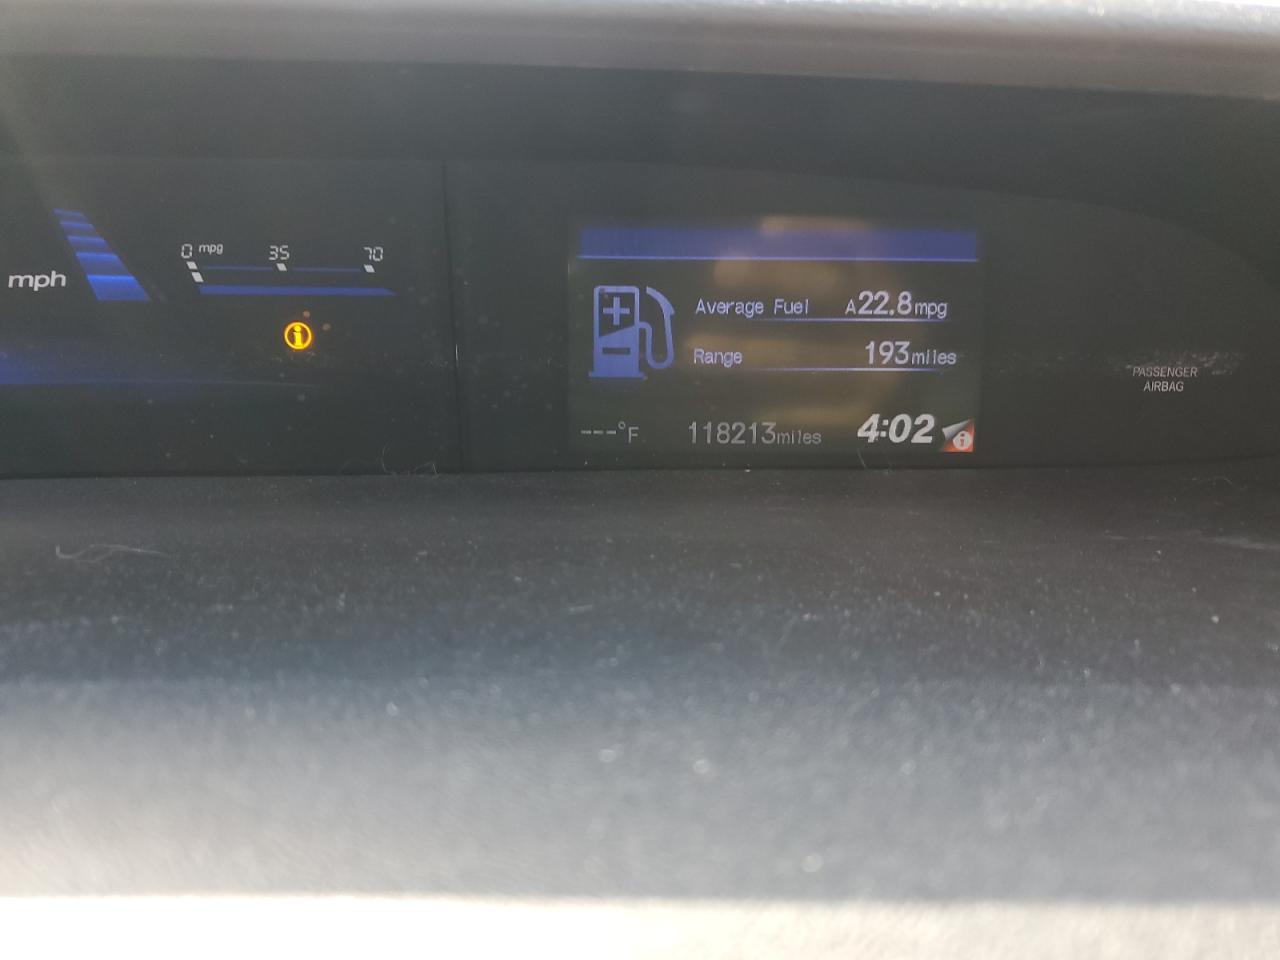 mph
0 mpg 35 70
Average Fuel A22.8mpg
Range 193miles
---°F 118213miles 4:02
PASSENGER
AIRBAG